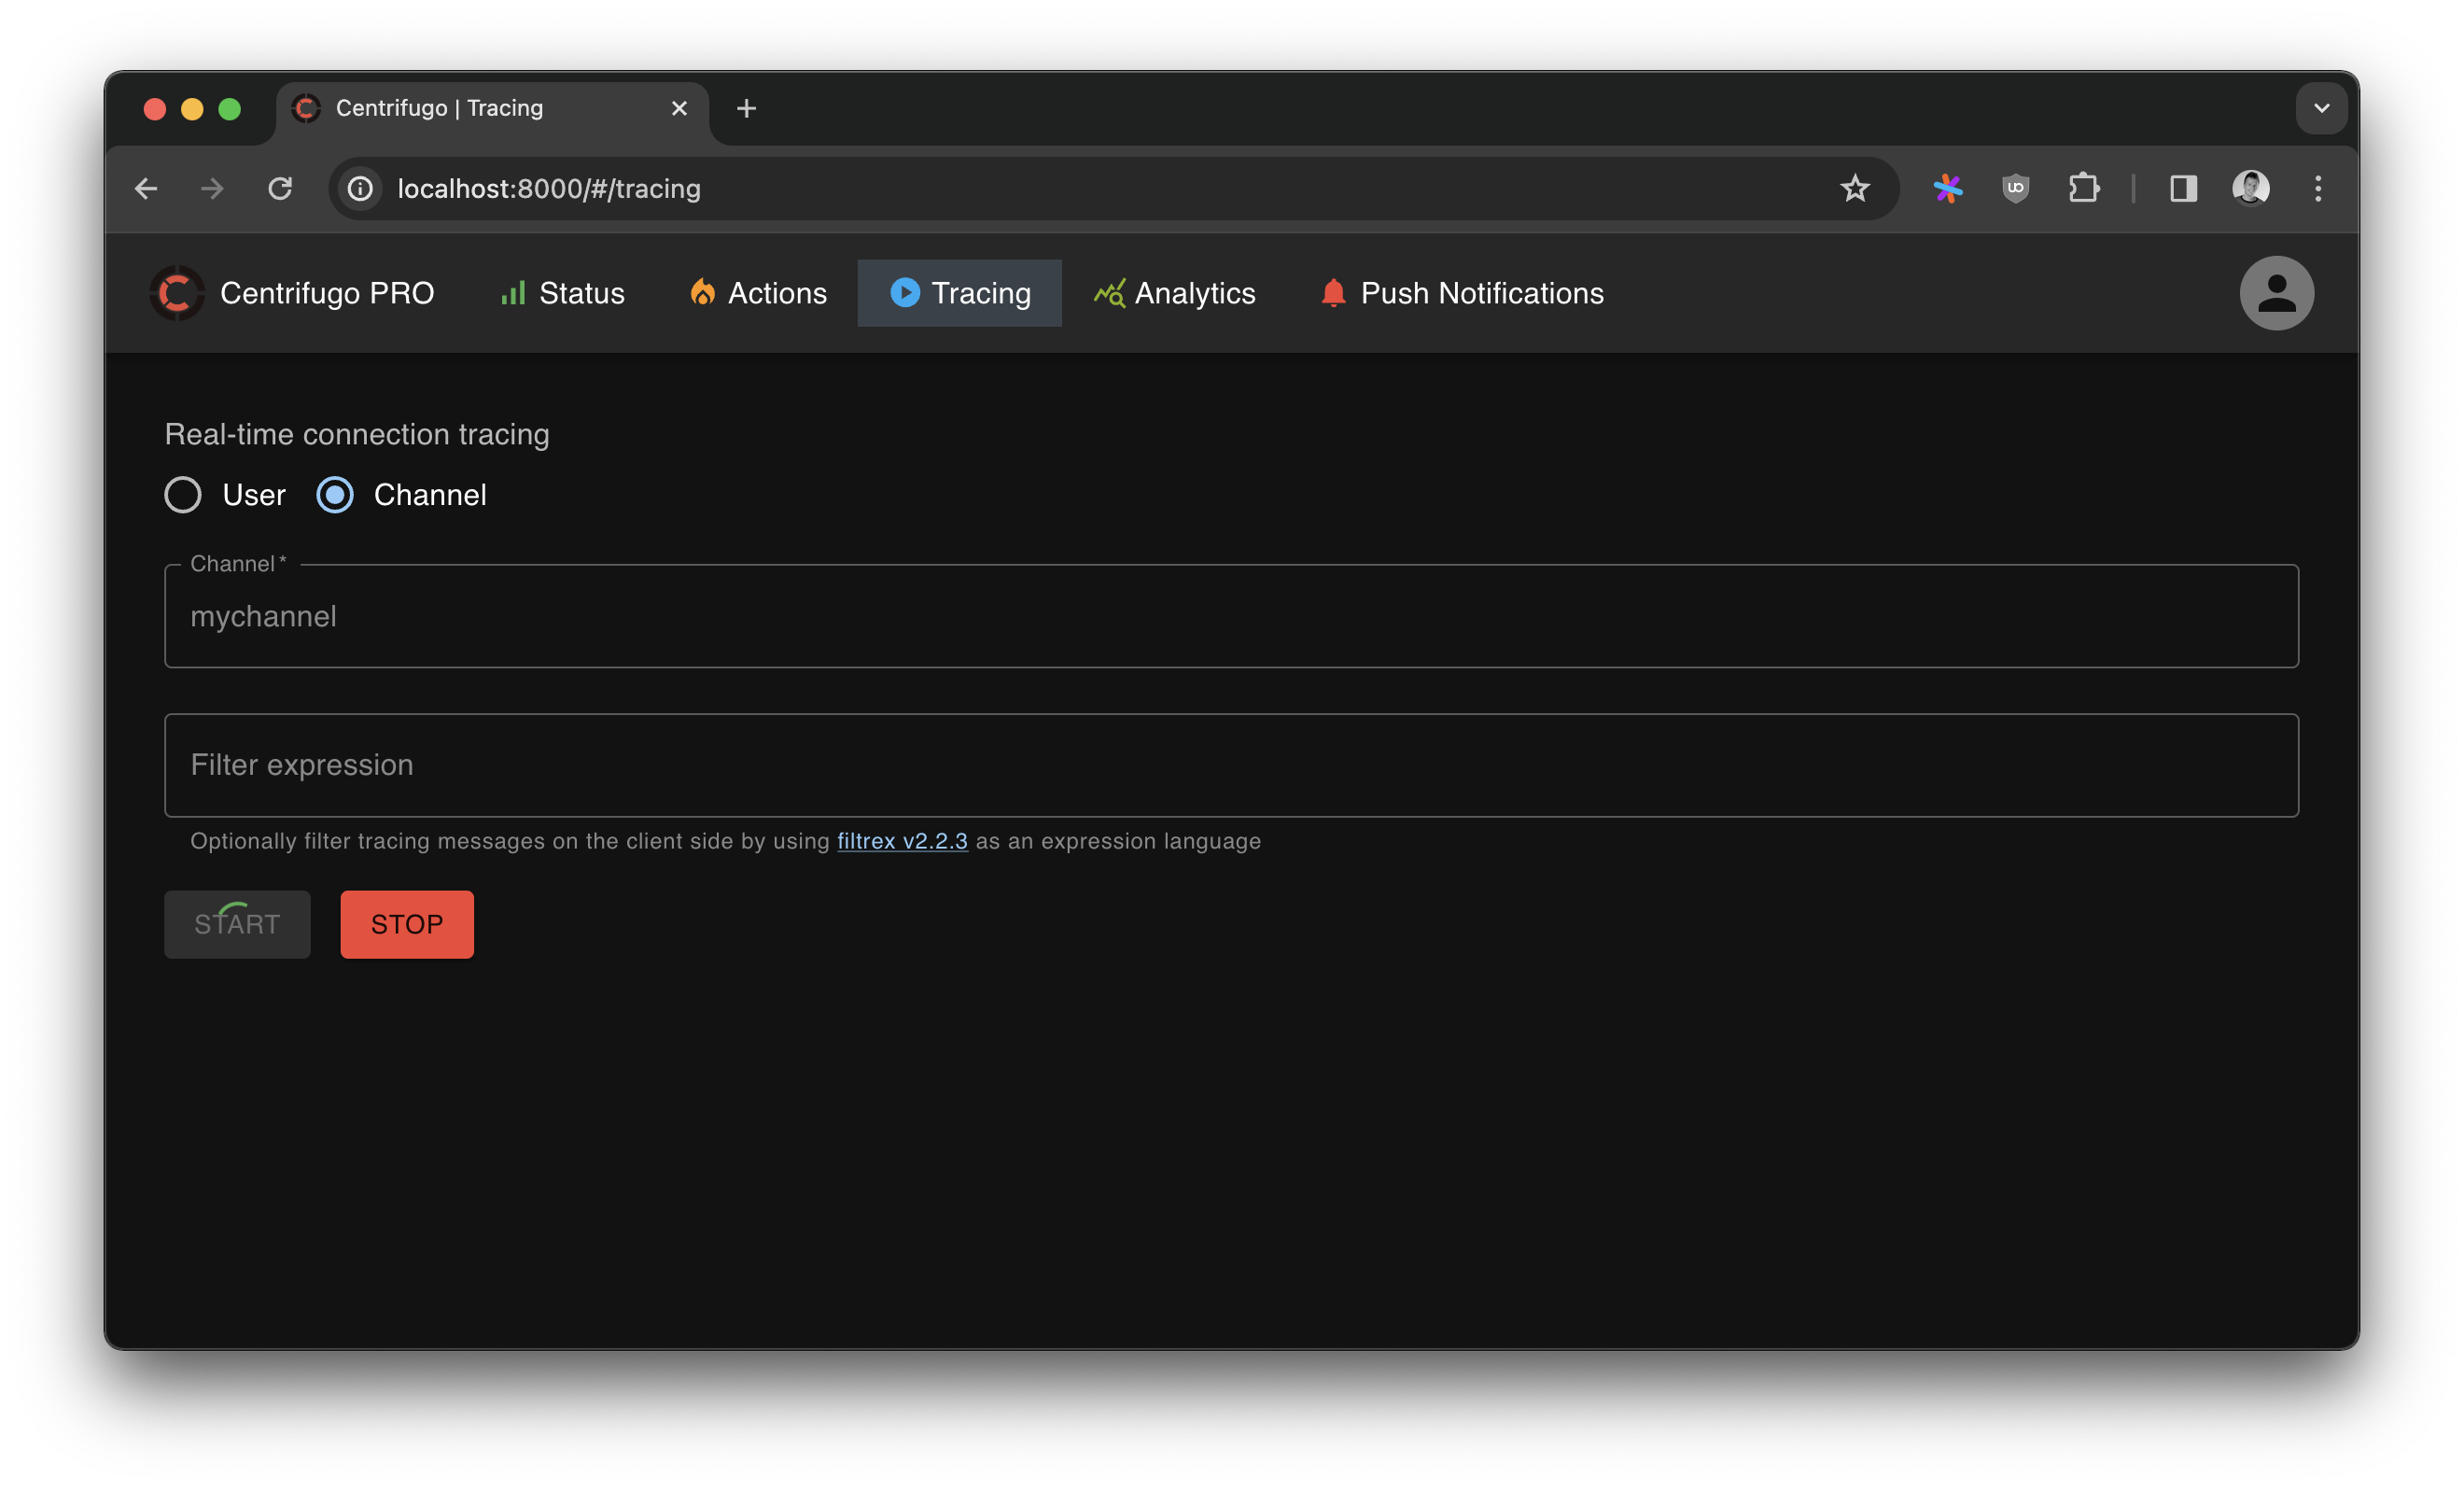 Centrifugo | Tracing
localhost:8000/#/tracing
Centrifugo PRO Status Actions Tracing Analytics Push Notifications
Real-time connection tracing
User Channel
Channel *
mychannel
Filter expression
Optionally filter tracing messages on the client side by using filtrex v2.2.3 as an expression language
START STOP